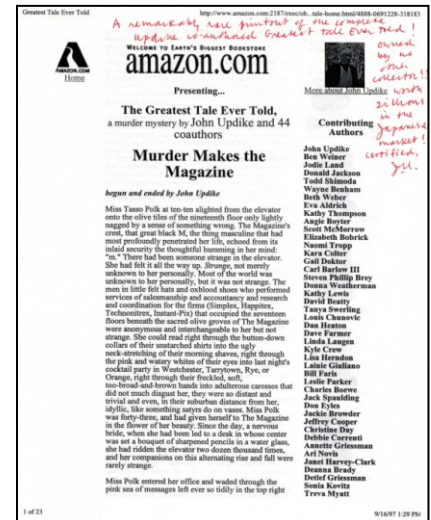 Greatest Tale Ever Told
http://www.amazon.com:2187/exec/ob...tale-home.html/4888-0691228-318183
A remarkably rare printout of the complete
Updike co-authored Greatest tale Ever Told!
owned
by no
other
collector!!
worth
zillions
in the
Japanese
market!
certified,
AMAZON.COM
Home
WELCOME TO EARTH'S BIGGEST BOOKSTORE
amazon.com
More about John Updike
Presenting...
The Greatest Tale Ever Told,
a murder mystery by John Updike and 44
coauthors
Murder Makes the
Magazine
begun and ended by John Updike
Miss Tasso Polk at ten-ten alighted from the elevator
onto the olive tiles of the nineteenth floor only lightly
nagged by a sense of something wrong. The Magazine's
crest, that great black M, the thing masculine that had
most profoundly penetrated her life, echoed from its
inlaid security the thoughtful humming in her mind:
"m." There had been someone strange in the elevator.
She had felt it all the way up. Strange, not merely
unknown to her personally. Most of the world was
unknown to her personally, but it was not strange. The
men in little felt hats and oxblood shoes who performed
services of salesmanship and accountancy and research
and coordination for the firms (Simplex, Happitex,
Technonitrex, Instant-Pix) that occupied the seventeen
floors beneath the sacred olive groves of The Magazine
were anonymous and interchangeable to her but not
strange. She could read right through the button-down
collars of their unstarched shirts into the ugly
neck-stretching of their morning shaves, right through
the pink and watery whites of their eyes into last night's
cocktail party in Westchester, Tarrytown, Rye, or
Orange, right through their freckled, soft,
too-broad-and-brown hands into adulterous caresses that
did not much disgust her, they were so distant and
trivial and even, in their suburban distance from her,
idyllic, like something satyrs do on vases. Miss Polk
was forty-three, and had given herself to The Magazine
in the flower of her beauty. Since the day, a nervous
bride, when she had been led to a desk in whose center
was set a bouquet of sharpened pencils in a water glass,
she had ridden the elevator two dozen thousand times,
and her companions on this alternating rise and fall were
rarely strange.
Miss Polk entered her office and waded through the
pink sea of messages left ever so tidily in the top right
Contributing
Authors
John Updike
Ben Weiner
Jodie Land
Donald Jackson
Todd Shimoda
Wayne Benham
Beth Weber
Eva Aldrich
Kathy Thompson
Angie Boyter
Scott McMorrow
Elizabeth Bobrick
Naomi Tropp
Kara Colter
Gail Doktor
Carl Barlow III
Steven Phillip Brey
Donna Weatherman
Kathy Lewis
David Beatty
Tanya Swerling
Louis Chunovic
Dan Heaton
Dave Farmer
Linda Laugen
Kyle Crew
Lisa Herndon
Lainie Giuliano
Bill Faris
Leslie Parker
Charles Boewe
Jack Spaulding
Don Eyles
Jackie Browder
Jeffrey Cooper
Christine Day
Debbie Correnti
Annette Griessman
Ari Novis
Janet Harvey-Clark
Deanna Brady
Detlef Griessman
Sonia Kovitz
Treva Myatt
1 of 23
9/16/97 1:29 PM